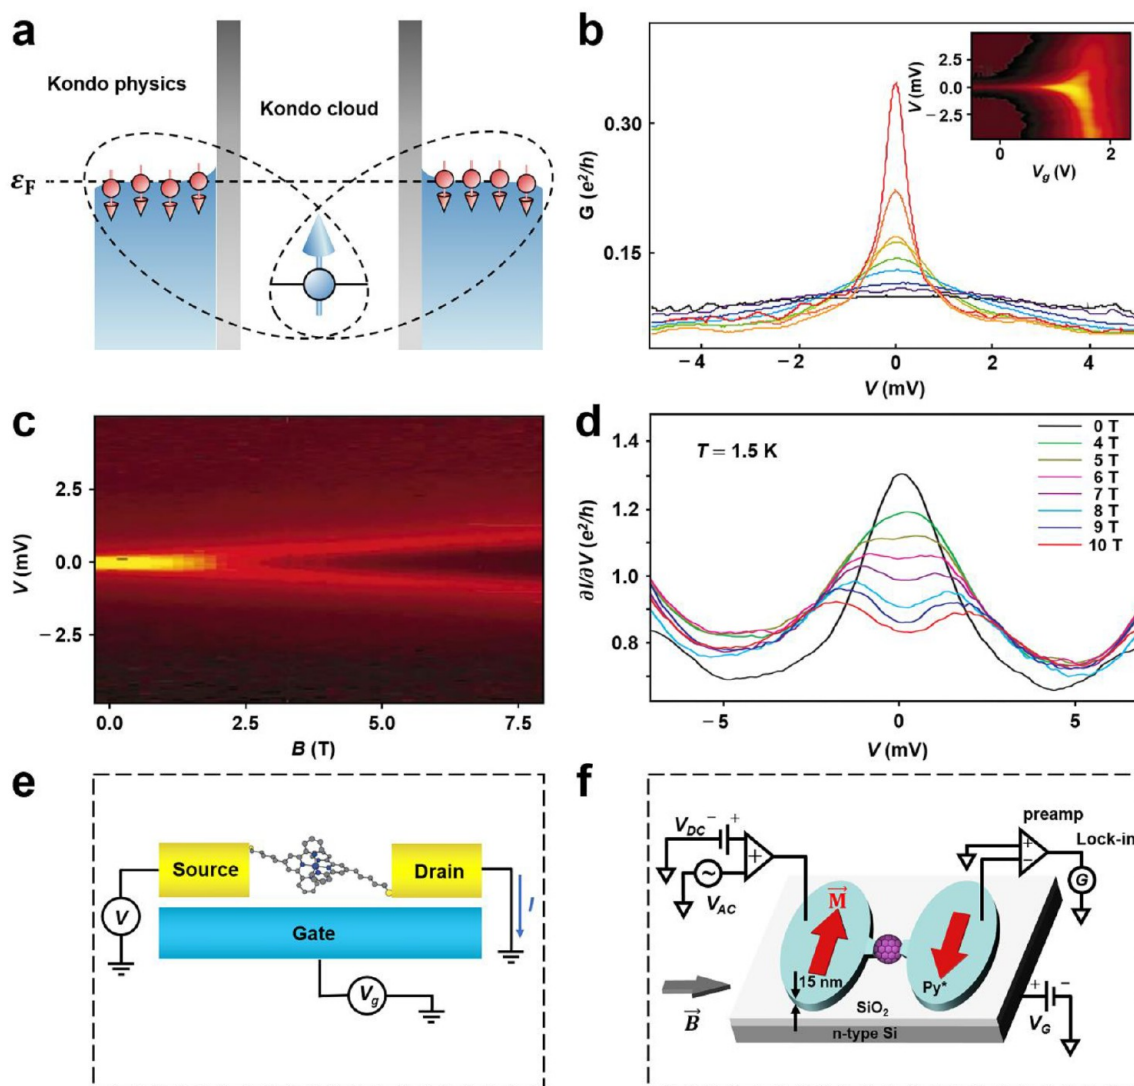 a
Kondo physics
Kondo cloud
εF
b
G (e²/h)
0.30
0.15
−4
−2
0
2
4
V (mV)
V (mV)
2.5
0.0
−2.5
0
2
Vg (V)
c
V (mV)
2.5
0.0
−2.5
0.0
2.5
5.0
7.5
B (T)
d
∂I/∂V (e²/h)
1.4
1.2
1.0
0.8
T = 1.5 K
0 T
4 T
5 T
6 T
7 T
8 T
9 T
10 T
−5
0
5
V (mV)
e
Source
Drain
V
I
Gate
Vg
f
VDC
−
+
+
VAC
~
preamp
+
−
Lock-in
G
M
15 nm
Py*
SiO₂
n-type Si
B
+
−
VG